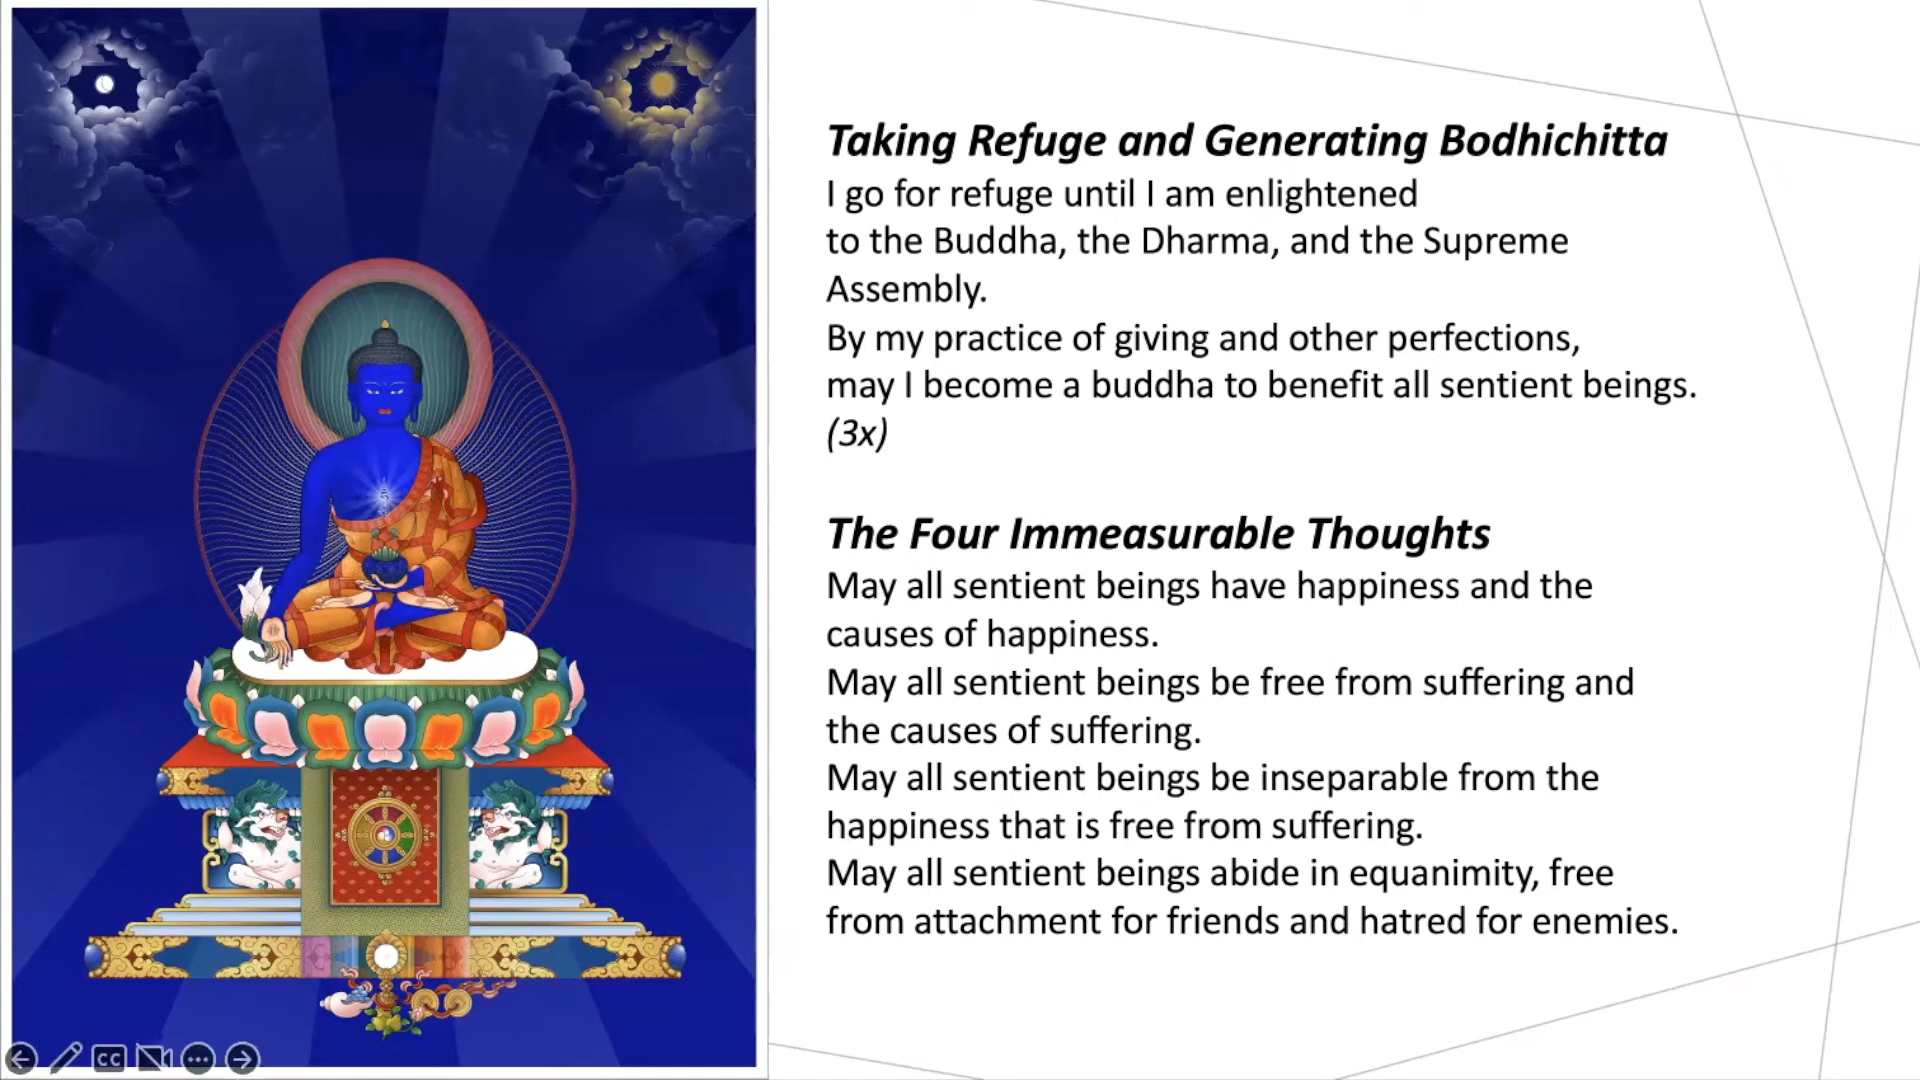 Taking Refuge and Generating Bodhichitta
I go for refuge until I am enlightened
to the Buddha, the Dharma, and the Supreme
Assembly.
By my practice of giving and other perfections,
may I become a buddha to benefit all sentient beings.
(3x)
The Four Immeasurable Thoughts
May all sentient beings have happiness and the
causes of happiness.
May all sentient beings be free from suffering and
the causes of suffering.
May all sentient beings be inseparable from the
happiness that is free from suffering.
May all sentient beings abide in equanimity, free
from attachment for friends and hatred for enemies.
CC